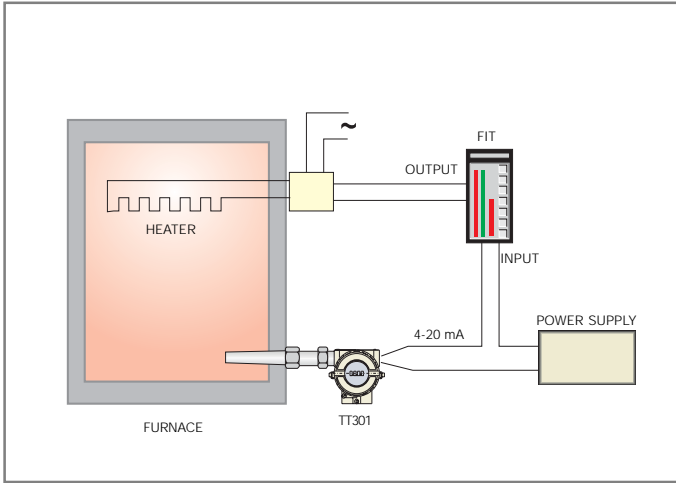 ~
FIT
OUTPUT
HEATER
INPUT
4-20 mA
POWER SUPPLY
FURNACE
TT301